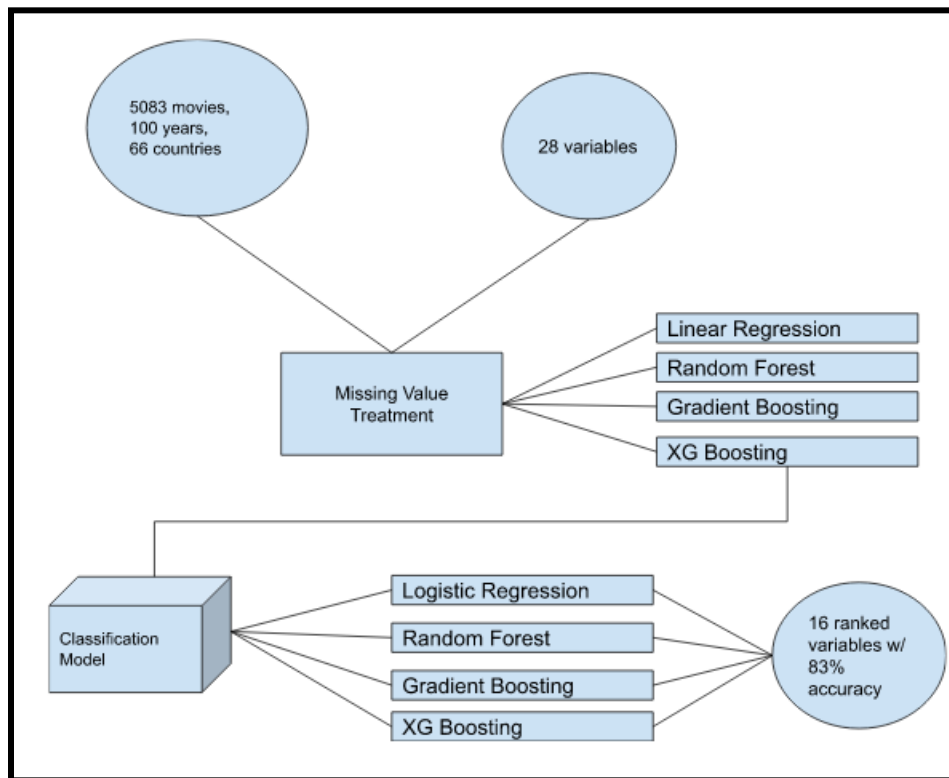 5083 movies,
100 years,
66 countries
28 variables
Missing Value
Treatment
Linear Regression
Random Forest
Gradient Boosting
XG Boosting
Classification
Model
Logistic Regression
Random Forest
Gradient Boosting
XG Boosting
16 ranked
variables w/
83%
accuracy